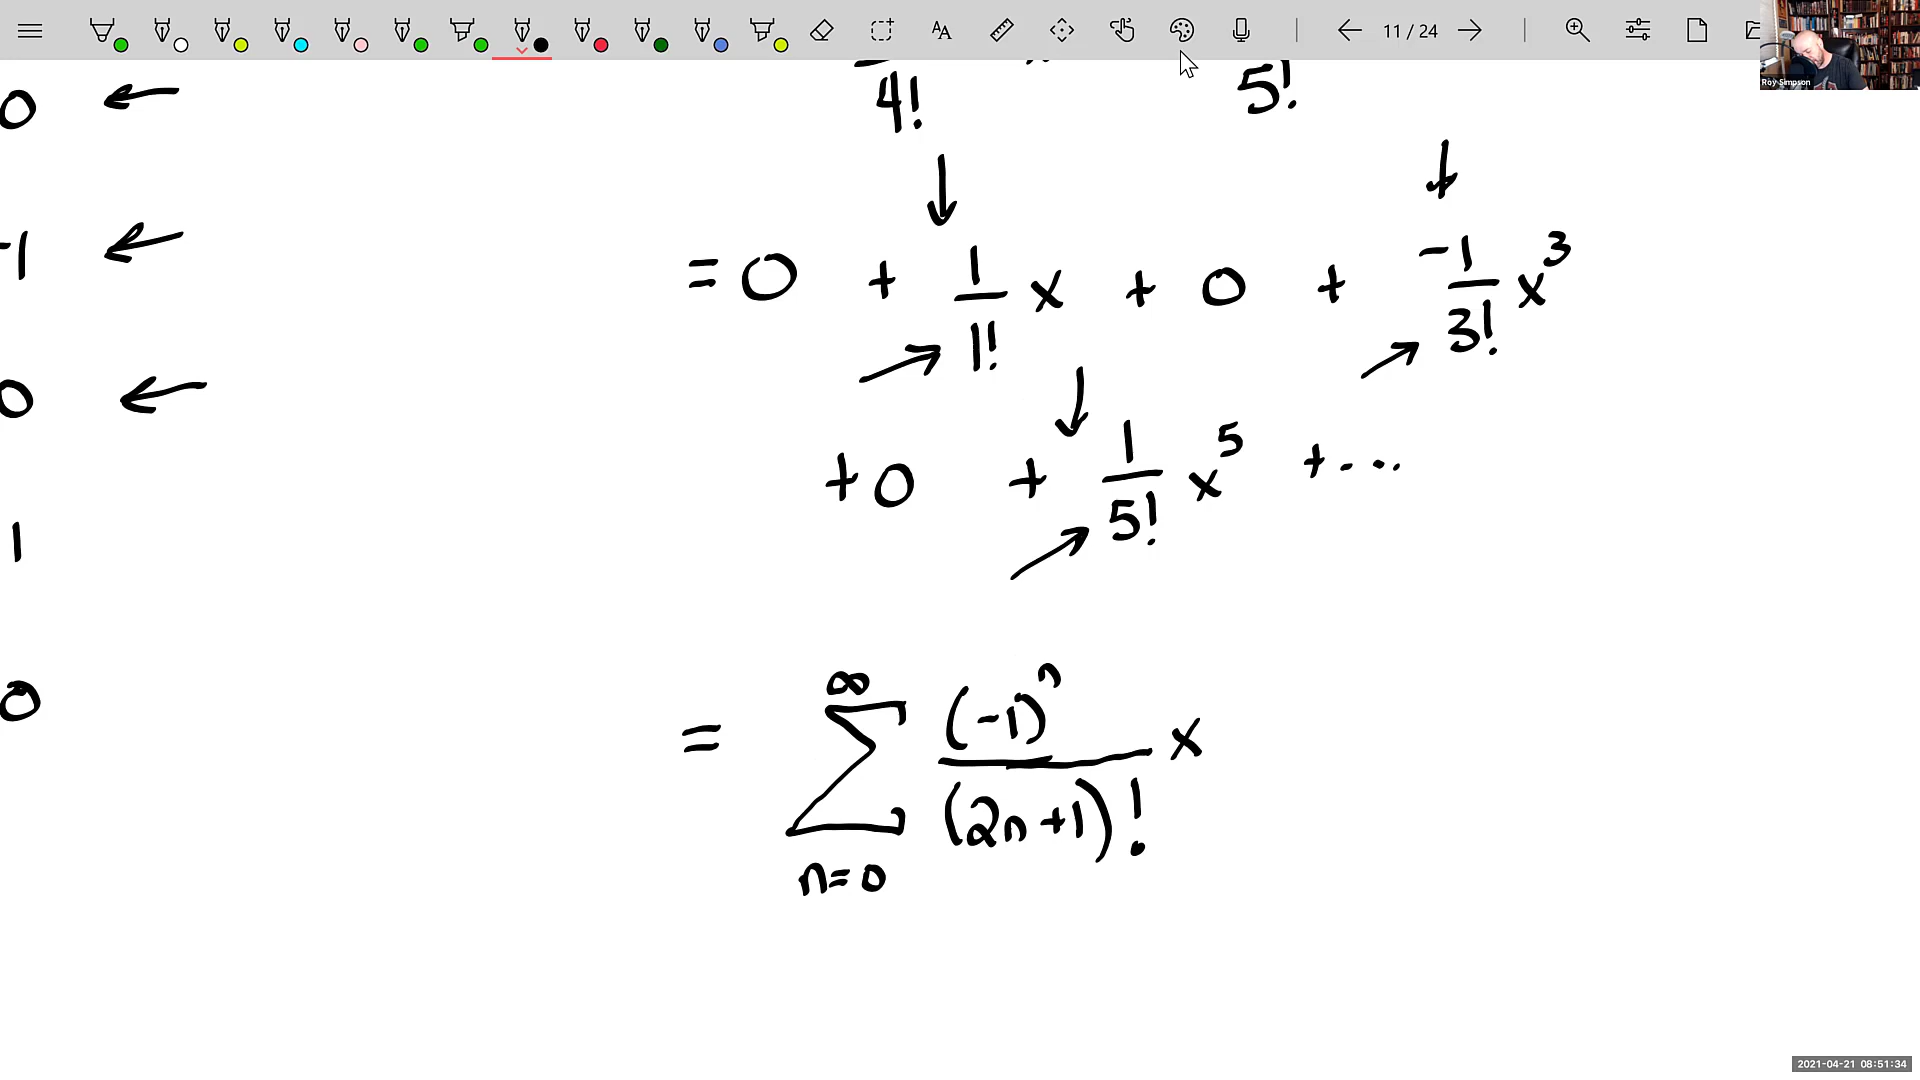 11 / 24
Roy Simpson
0 ← 4! 5!
↓ ↓
-1 ← = 0 + 1/1! x + 0 + -1/3! x^3
→ → ↓
0 ← + 0 + 1/5! x^5 + ...
→
1
0 = ∑_{n=0}^{∞} (-1)^n/(2n+1)! x
2021-04-21 08:51:34